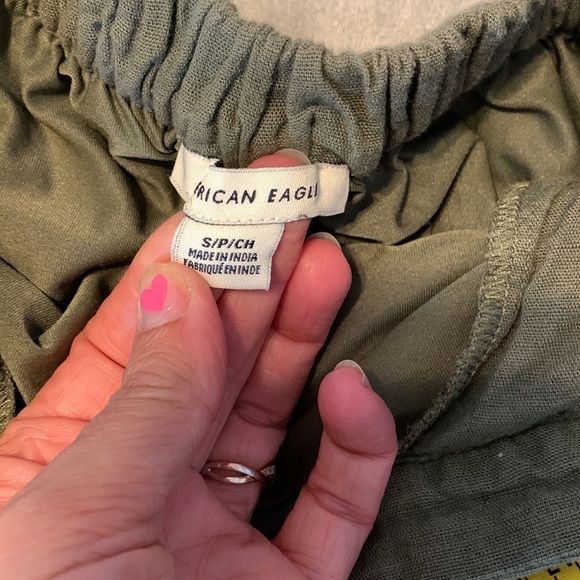 RICAN EAGL
S/P/CH
MADE IN INDIA
FABRIQUÉ EN INDE